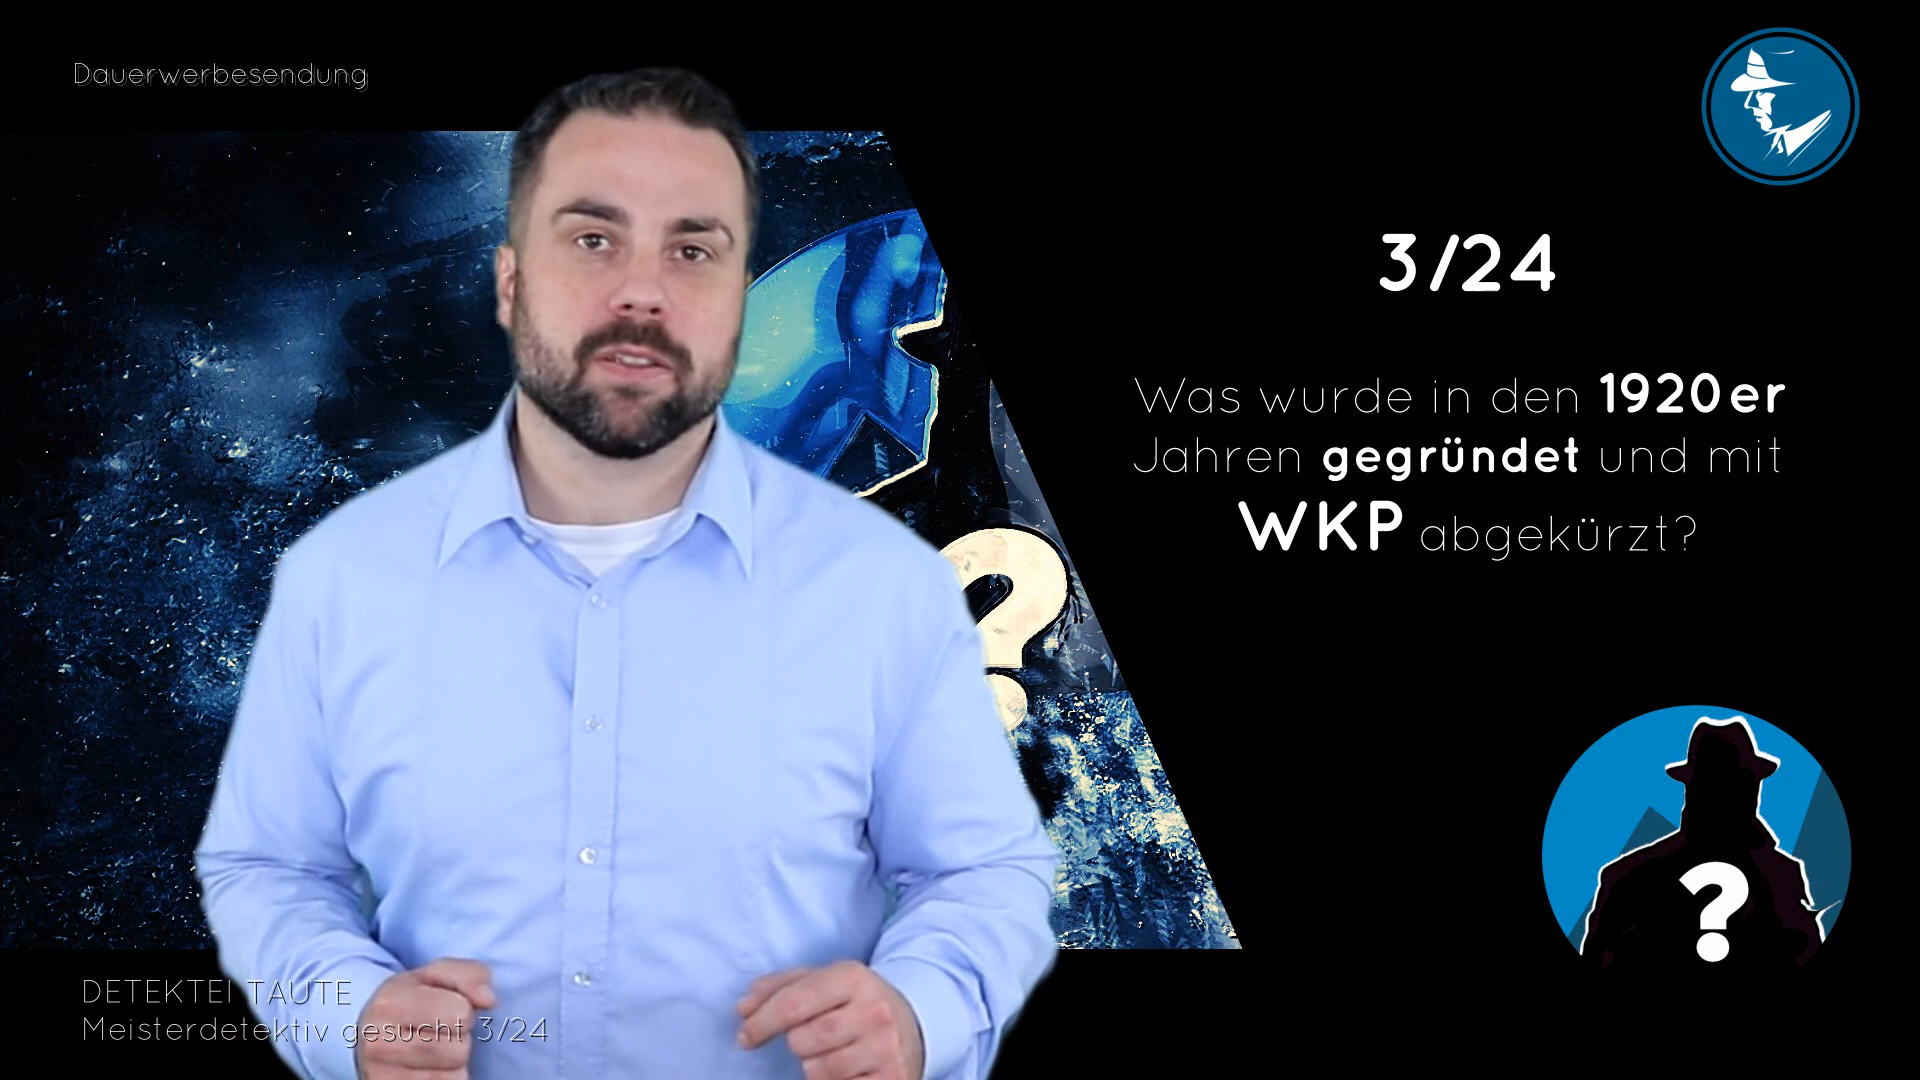 Dauerwerbesendung
3/24
Was wurde in den 1920er
Jahren gegründet und mit
WKP abgekürzt?
?
?
DETEKTEI TAUTE
Meisterdetektiv gesucht 3/24